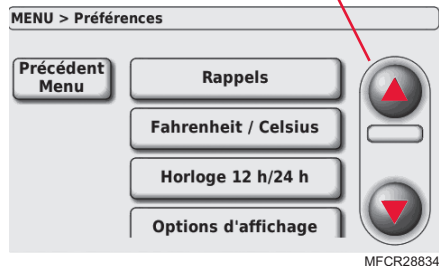 MENU > Préférences
Précédent
Menu
Rappels
Fahrenheit / Celsius
Horloge 12 h/24 h
Options d'affichage
MFCR28834